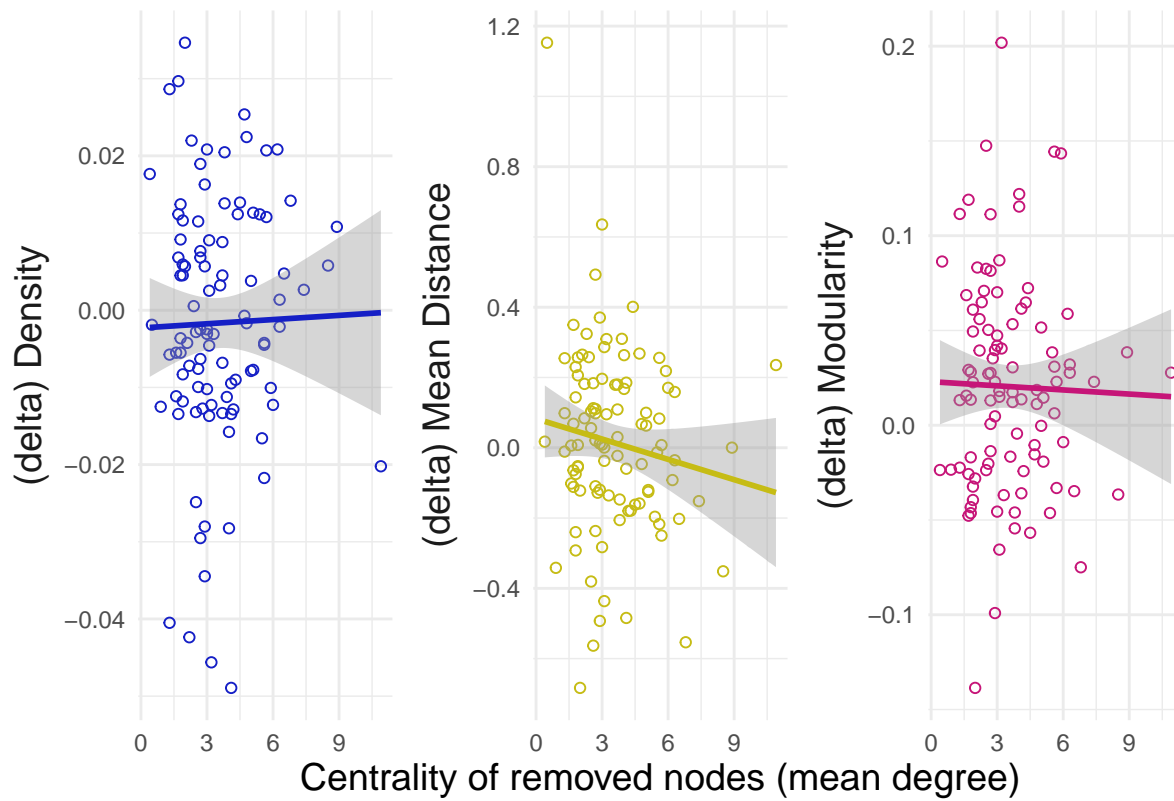 (delta) Density
0.02
0.00
−0.02
−0.04
0 3 6 9
(delta) Mean Distance
1.2
0.8
0.4
0.0
−0.4
0 3 6 9
(delta) Modularity
0.2
0.1
0.0
−0.1
0 3 6 9
Centrality of removed nodes (mean degree)